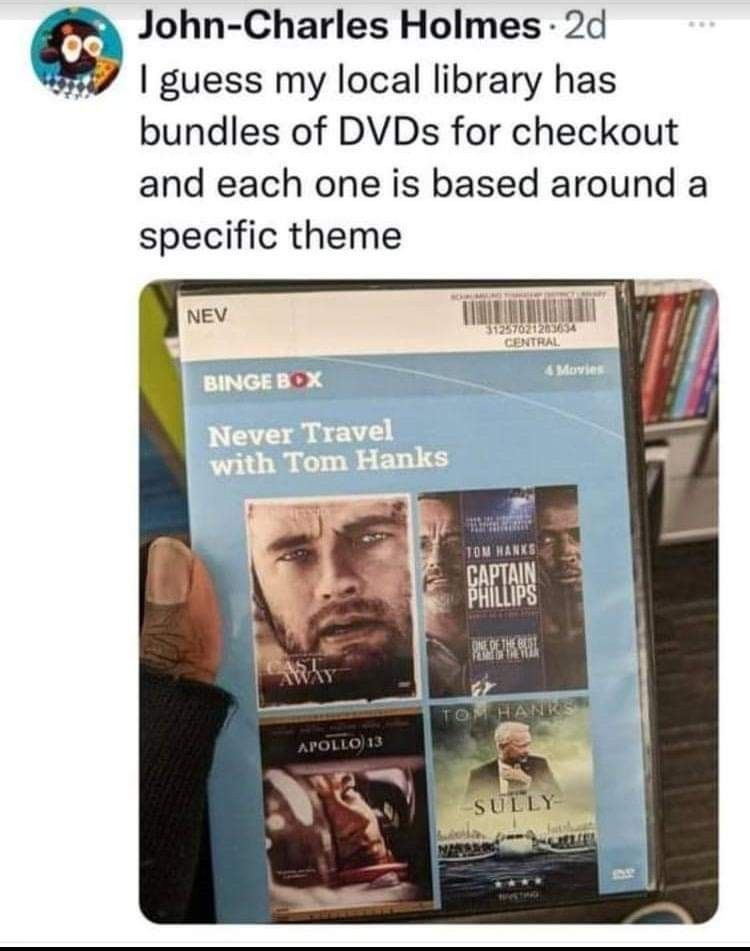 John-Charles Holmes · 2d
I guess my local library has
bundles of DVDs for checkout
and each one is based around a
specific theme
NEV
31257021283634
CENTRAL
BINGE BOX
4 Movies
Never Travel
with Tom Hanks
TOM HANKS
CAPTAIN
PHILLIPS
ONE OF THE BEST
FILMS OF THE YEAR
CAST
AWAY
TOM HANKS
APOLLO 13
SULLY
DVD